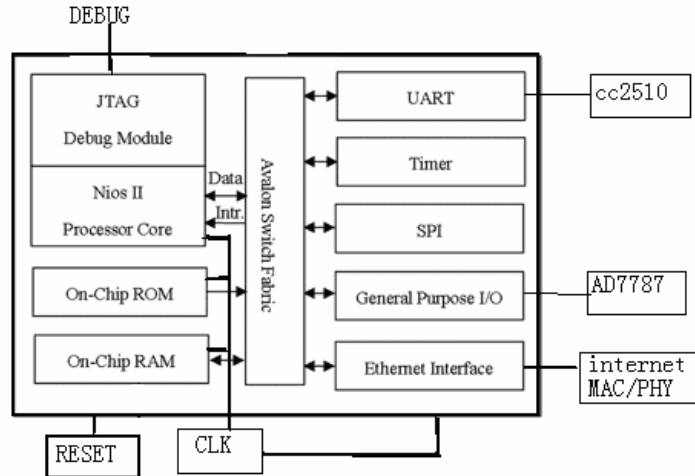 DEBUG
JTAG
Debug Module
Nios II
Processor Core
Data
Intr.
On-Chip ROM
On-Chip RAM
Avalon Switch Fabric
UART
Timer
SPI
General Purpose I/O
Ethernet Interface
cc2510
AD7787
internet
MAC/PHY
RESET
CLK